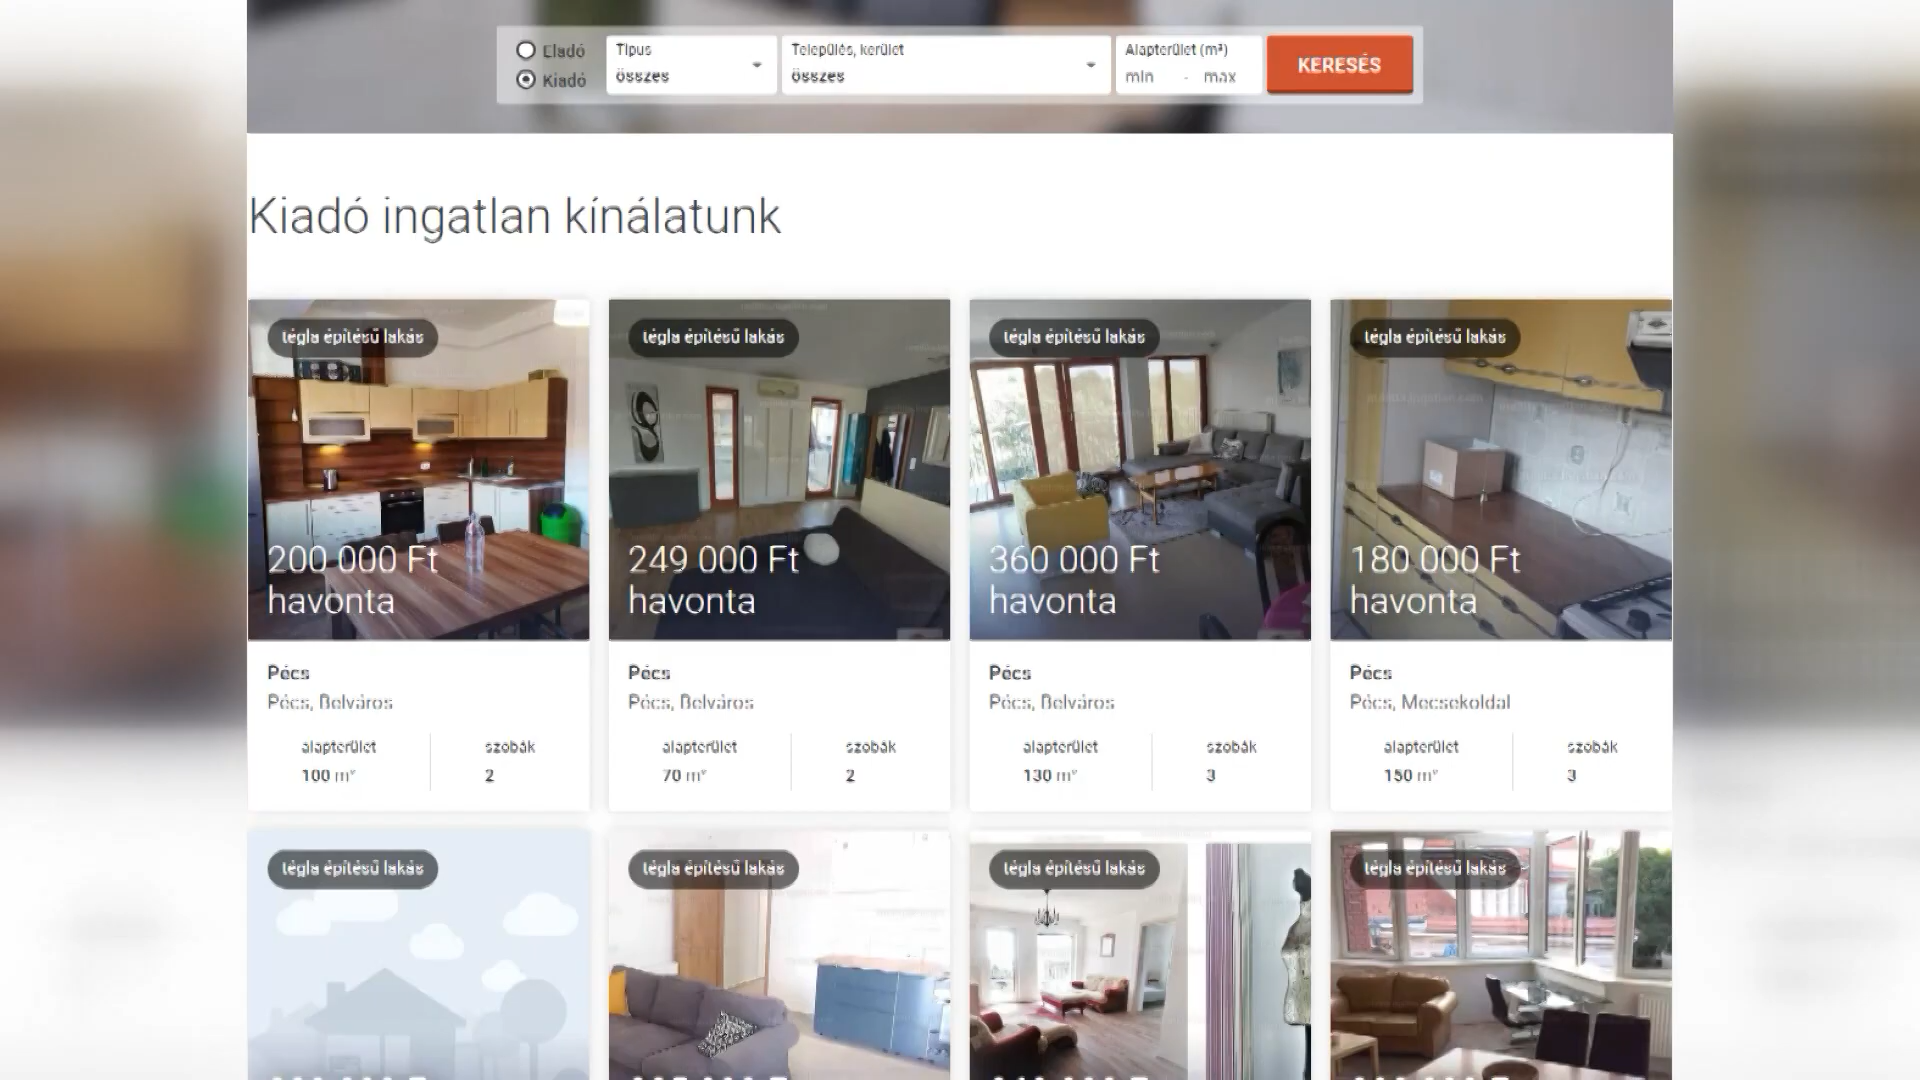 Eladó
Kiadó
Típus
összes
Település, kerület
összes
Alapterület (m²)
min - max
KERESÉS
Kiadó ingatlan kínálatunk
tégla építésű lakás
200 000 Ft
havonta
Pécs
Pécs, Belváros
alapterület
100 m²
szobák
2
tégla építésű lakás
249 000 Ft
havonta
Pécs
Pécs, Belváros
alapterület
70 m²
szobák
2
tégla építésű lakás
360 000 Ft
havonta
Pécs
Pécs, Belváros
alapterület
130 m²
szobák
3
tégla építésű lakás
180 000 Ft
havonta
Pécs
Pécs, Mecsekoldal
alapterület
150 m²
szobák
3
tégla építésű lakás
tégla építésű lakás
tégla építésű lakás
tégla építésű lakás